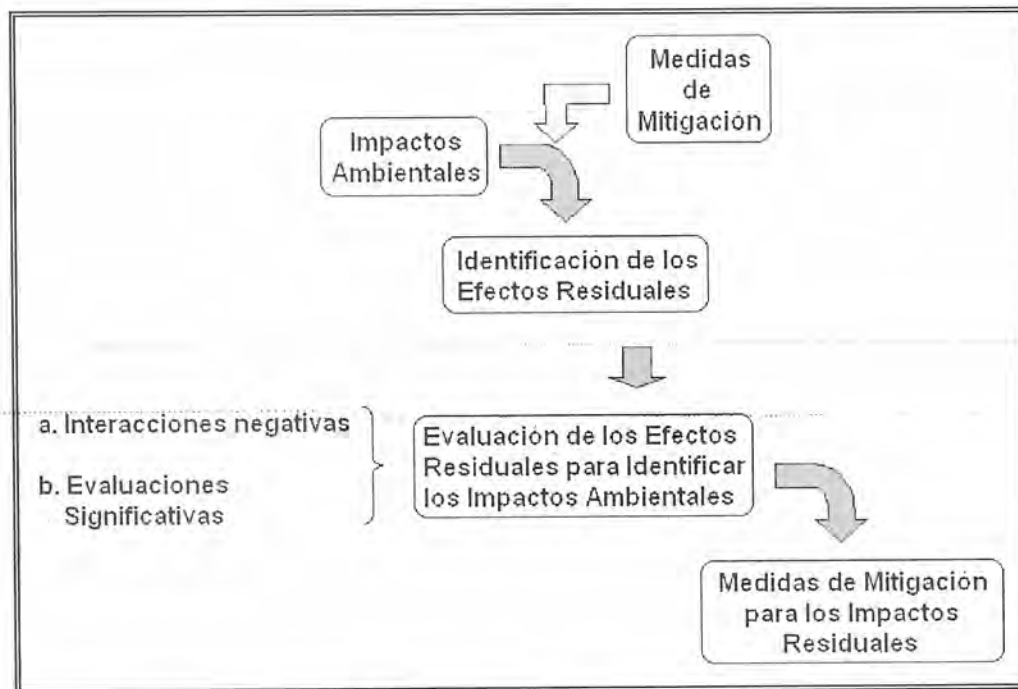 Medidas
de
Mitigación
Impactos
Ambientales
Identificación de los
Efectos Residuales
a. Interacciones negativas
b. Evaluaciones
Significativas
Evaluación de los Efectos
Residuales para Identificar
los Impactos Ambientales
Medidas de Mitigación
para los Impactos
Residuales